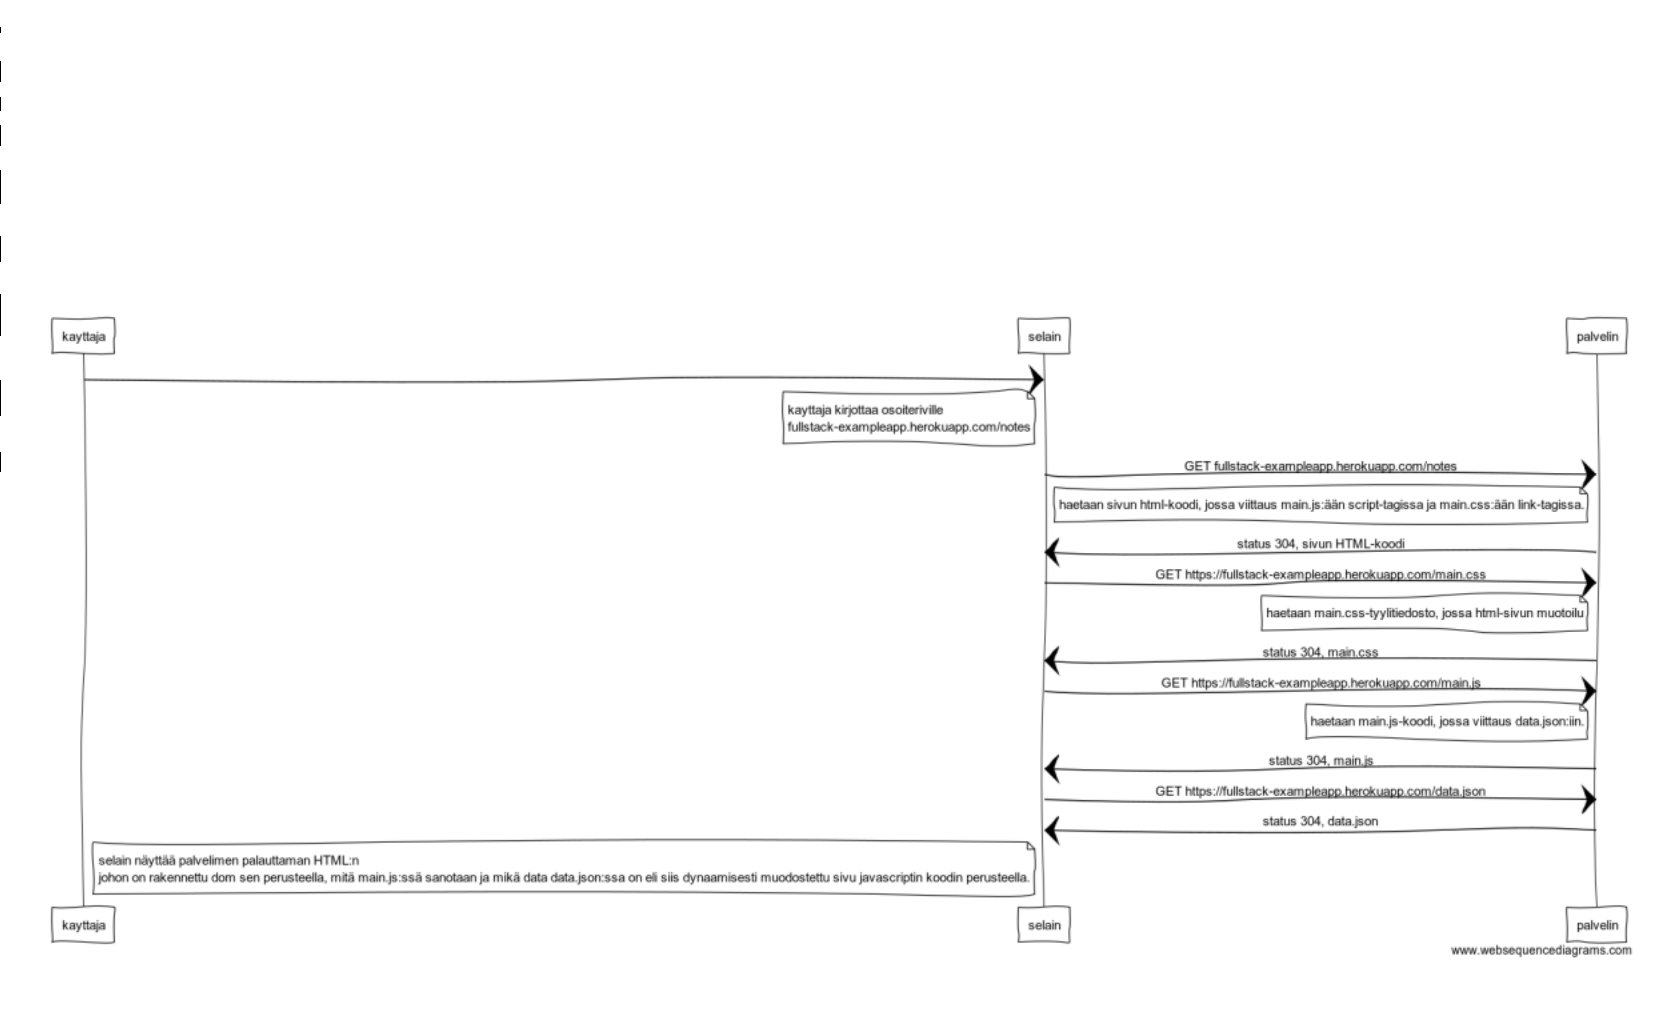 kayttaja
selain
palvelin
kayttaja kirjottaa osoiteriville
fullstack-exampleapp.herokuapp.com/notes
GET fullstack-exampleapp.herokuapp.com/notes
haetaan sivun html-koodi, jossa viittaus main.js:ään script-tagissa ja main.css:ään link-tagissa.
status 304, sivun HTML-koodi
GET https://fullstack-exampleapp.herokuapp.com/main.css
haetaan main.css-tyylitiedosto, jossa html-sivun muotoilu
status 304, main.css
GET https://fullstack-exampleapp.herokuapp.com/main.js
haetaan main.js-koodi, jossa viittaus data.json:iin.
status 304, main.js
GET https://fullstack-exampleapp.herokuapp.com/data.json
status 304, data.json
selain näyttää palvelimen palauttaman HTML:n
johon on rakennettu dom sen perusteella, mitä main.js:ssä sanotaan ja mikä data data.json:ssa on eli siis dynaamisesti muodostettu sivu javascriptin koodin perusteella.
kayttaja
selain
palvelin
www.websequencediagrams.com